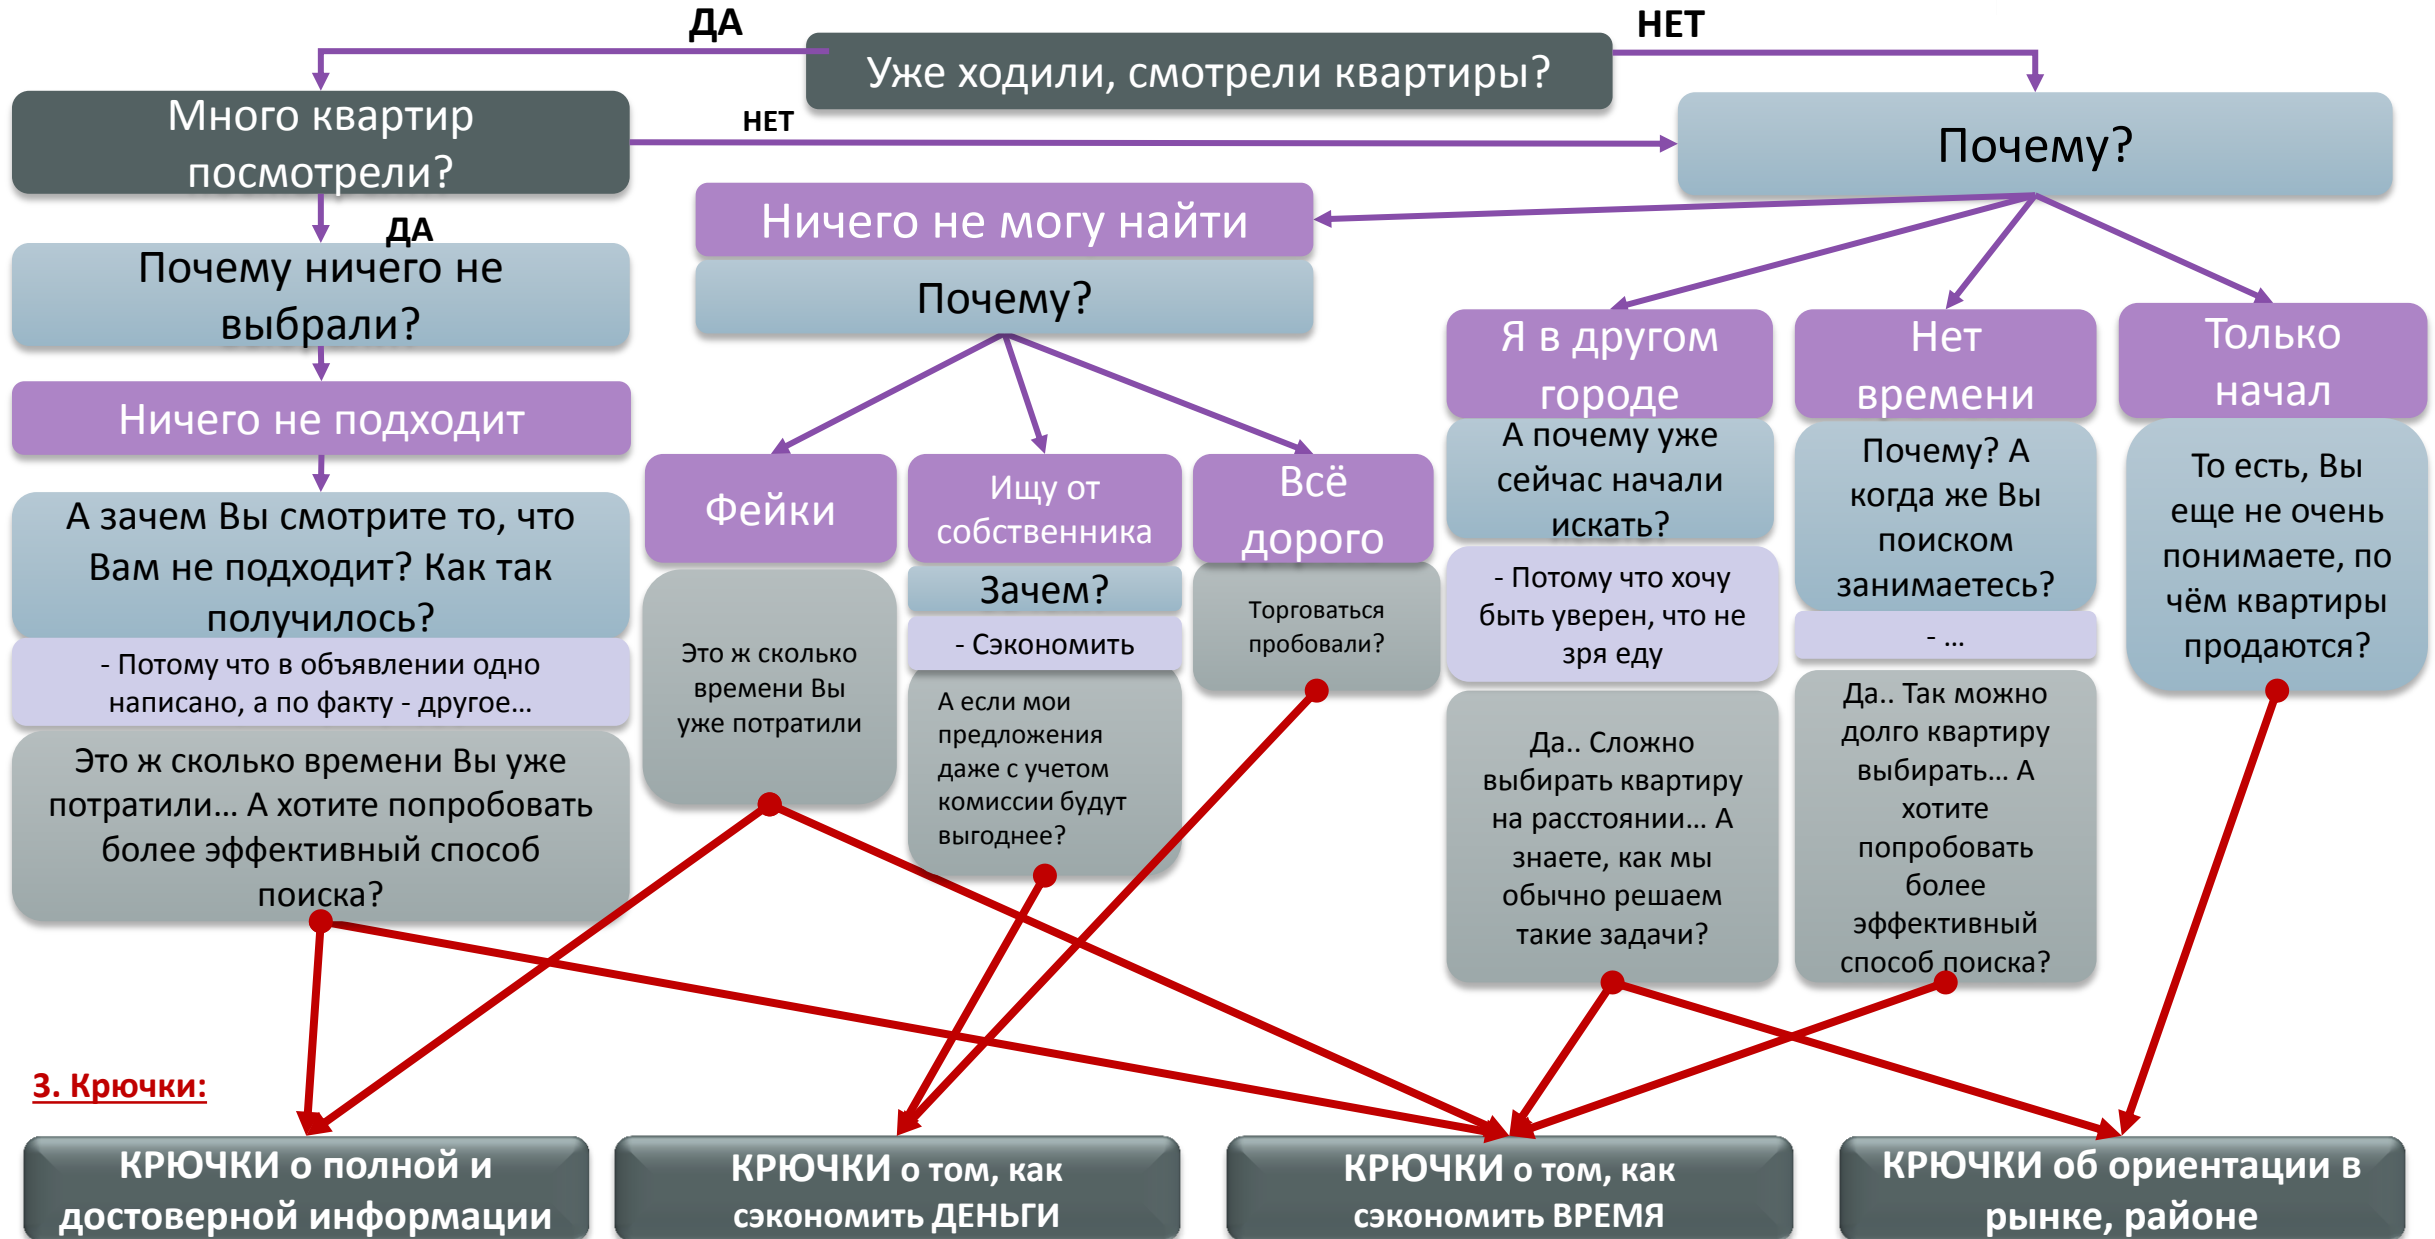 ДА
НЕТ
Уже ходили, смотрели квартиры?
Много квартир
посмотрели?
НЕТ
Почему?
ДА
Почему ничего не
выбрали?
Ничего не подходит
А зачем Вы смотрите то, что
Вам не подходит? Как так
получилось?
- Потому что в объявлении одно
написано, а по факту - другое...
Это ж сколько времени Вы уже
потратили... А хотите попробовать
более эффективный способ
поиска?
Ничего не могу найти
Почему?
Фейки
Это ж сколько
времени Вы
уже потратили
Ищу от
собственника
Зачем?
- Сэкономить
А если мои
предложения
даже с учетом
комиссии будут
выгоднее?
Всё
дорого
Торговаться
пробовали?
Я в другом
городе
А почему уже
сейчас начали
искать?
- Потому что хочу
быть уверен, что не
зря еду
Да.. Сложно
выбирать квартиру
на расстоянии... А
знаете, как мы
обычно решаем
такие задачи?
Нет
времени
Почему? А
когда же Вы
поиском
занимаетесь?
- ...
Да.. Так можно
долго квартиру
выбирать... А
хотите
попробовать
более
эффективный
способ поиска?
Только
начал
То есть, Вы
еще не очень
понимаете, по
чём квартиры
продаются?
3. Крючки:
КРЮЧКИ о полной и
достоверной информации
КРЮЧКИ о том, как
сэкономить ДЕНЬГИ
КРЮЧКИ о том, как
сэкономить ВРЕМЯ
КРЮЧКИ об ориентации в
рынке, районе